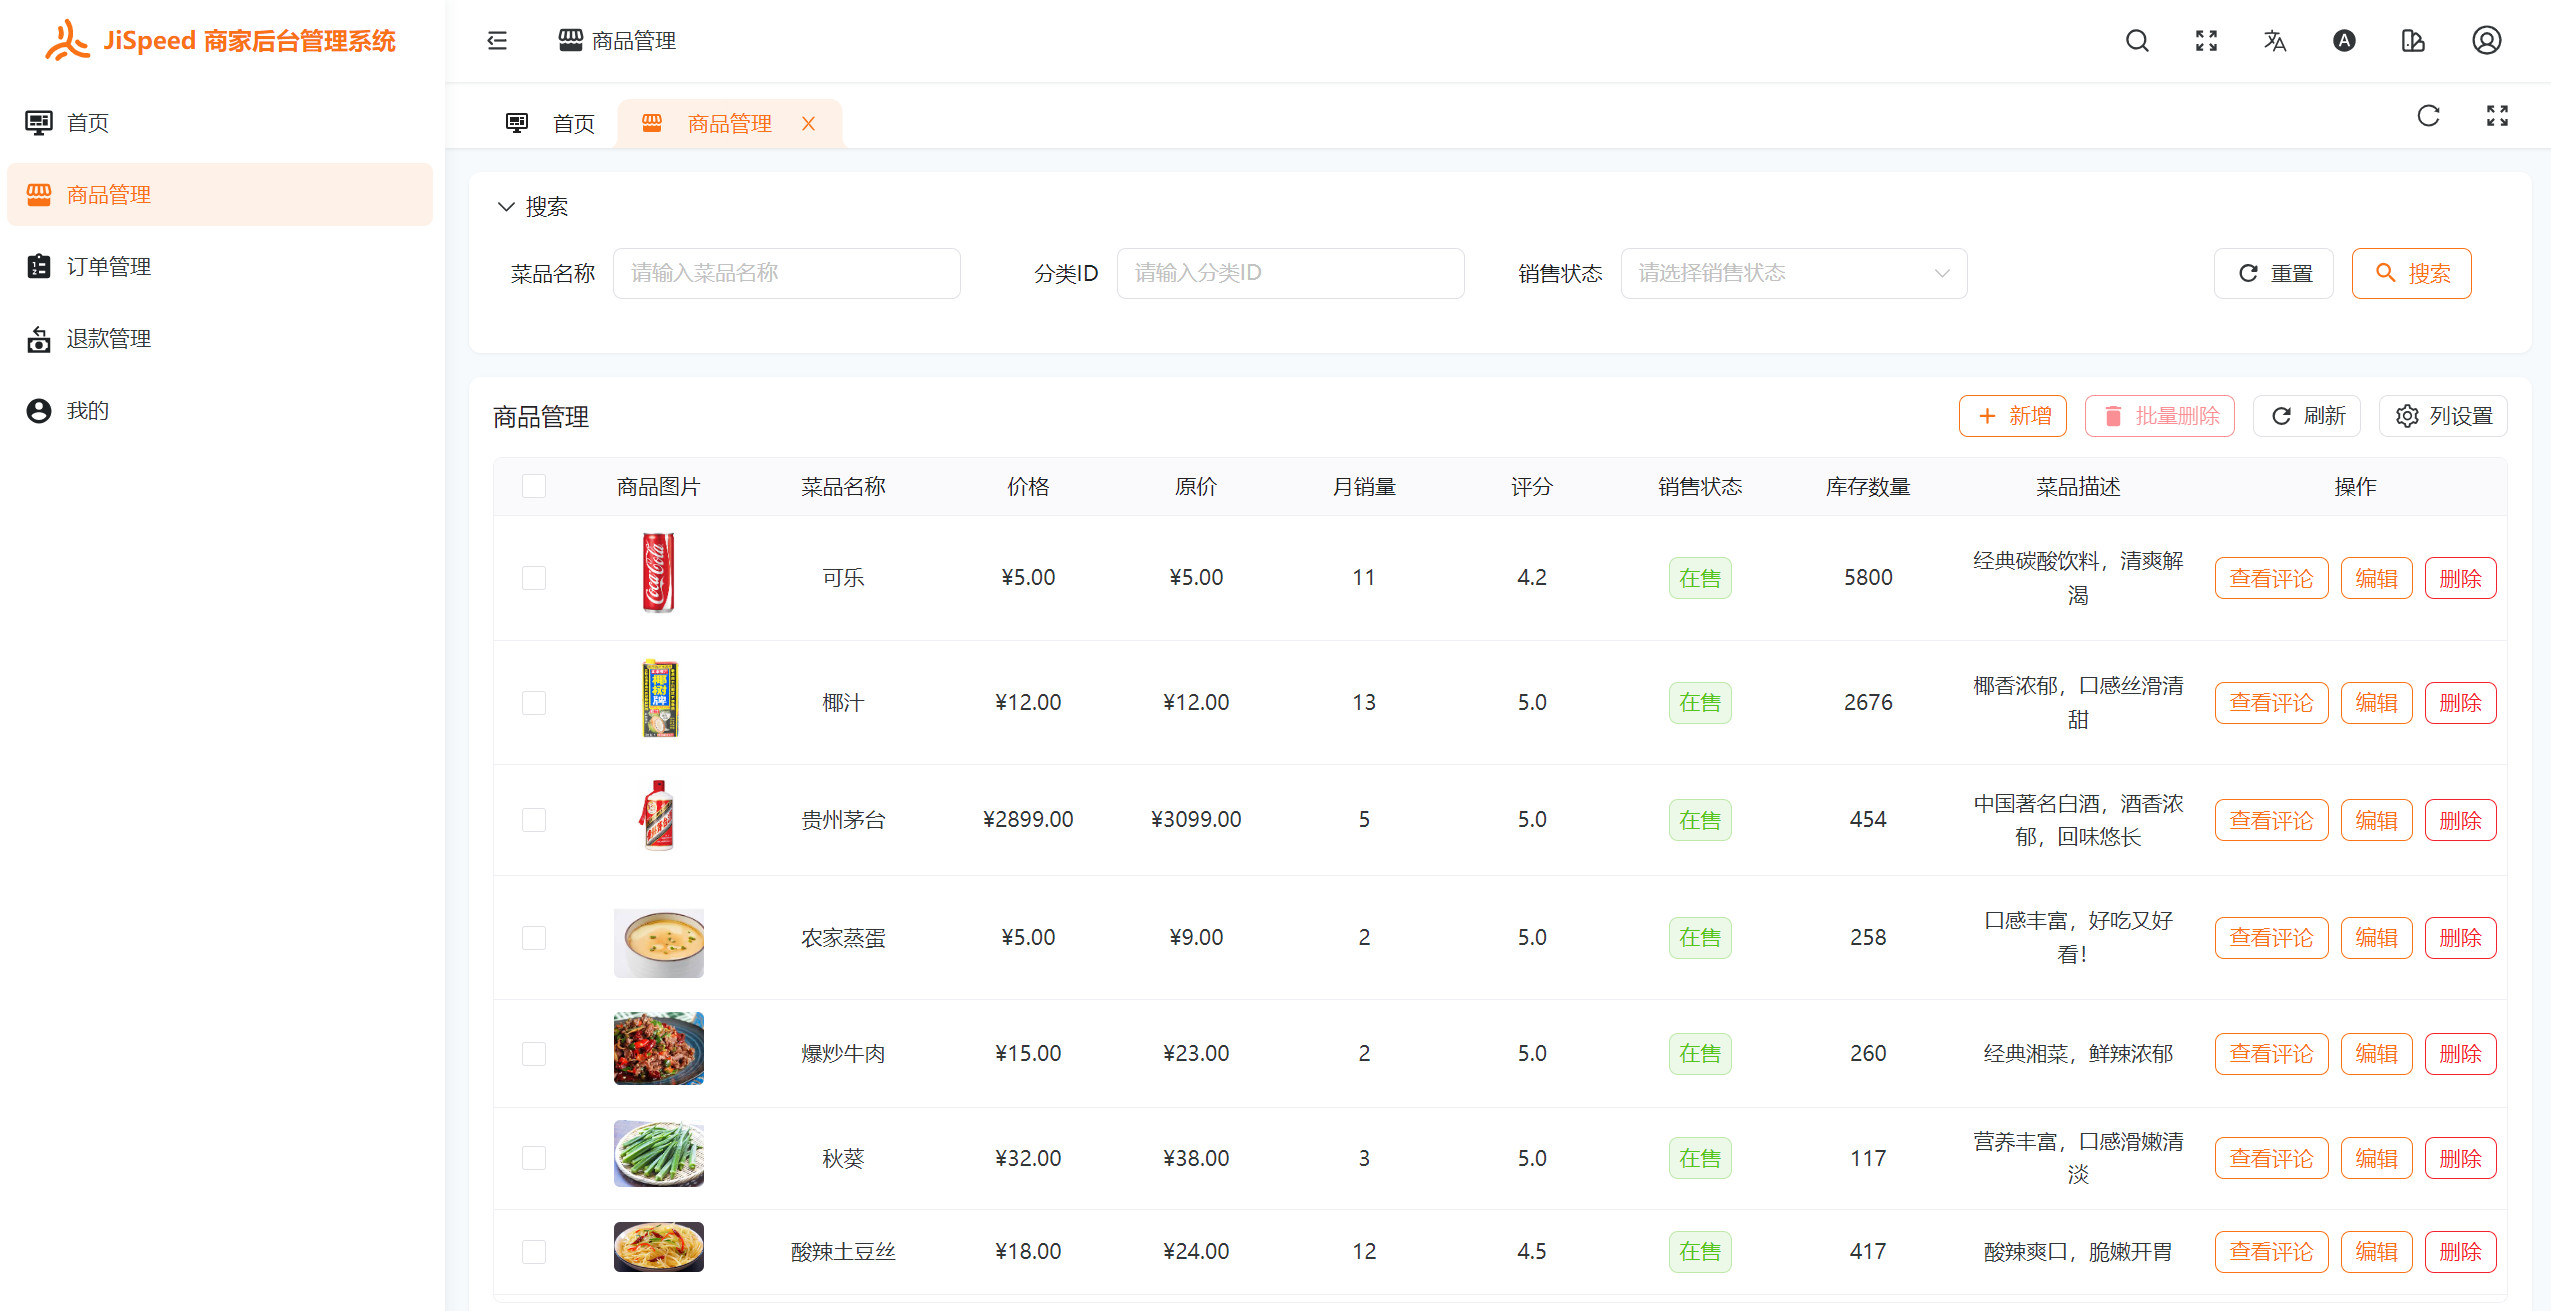 JiSpeed 商家后台管理系统
首页
商品管理
订单管理
退款管理
我的
商品管理
首页
商品管理
搜索
菜品名称 请输入菜品名称 分类ID 请输入分类ID 销售状态 请选择销售状态 重置 搜索
商品管理 新增 批量删除 刷新 列设置
商品图片 菜品名称 价格 原价 月销量 评分 销售状态 库存数量 菜品描述 操作
Coca-Cola 可乐 ¥5.00 ¥5.00 11 4.2 在售 5800 经典碳酸饮料，清爽解
渴 查看评论 编辑 删除
椰树牌 椰汁 ¥12.00 ¥12.00 13 5.0 在售 2676 椰香浓郁，口感丝滑清
甜 查看评论 编辑 删除
贵州茅台 ¥2899.00 ¥3099.00 5 5.0 在售 454 中国著名白酒，酒香浓
郁，回味悠长 查看评论 编辑 删除
农家蒸蛋 ¥5.00 ¥9.00 2 5.0 在售 258 口感丰富，好吃又好
看！ 查看评论 编辑 删除
爆炒牛肉 ¥15.00 ¥23.00 2 5.0 在售 260 经典湘菜，鲜辣浓郁 查看评论 编辑 删除
秋葵 ¥32.00 ¥38.00 3 5.0 在售 117 营养丰富，口感滑嫩清
淡 查看评论 编辑 删除
酸辣土豆丝 ¥18.00 ¥24.00 12 4.5 在售 417 酸辣爽口，脆嫩开胃 查看评论 编辑 删除